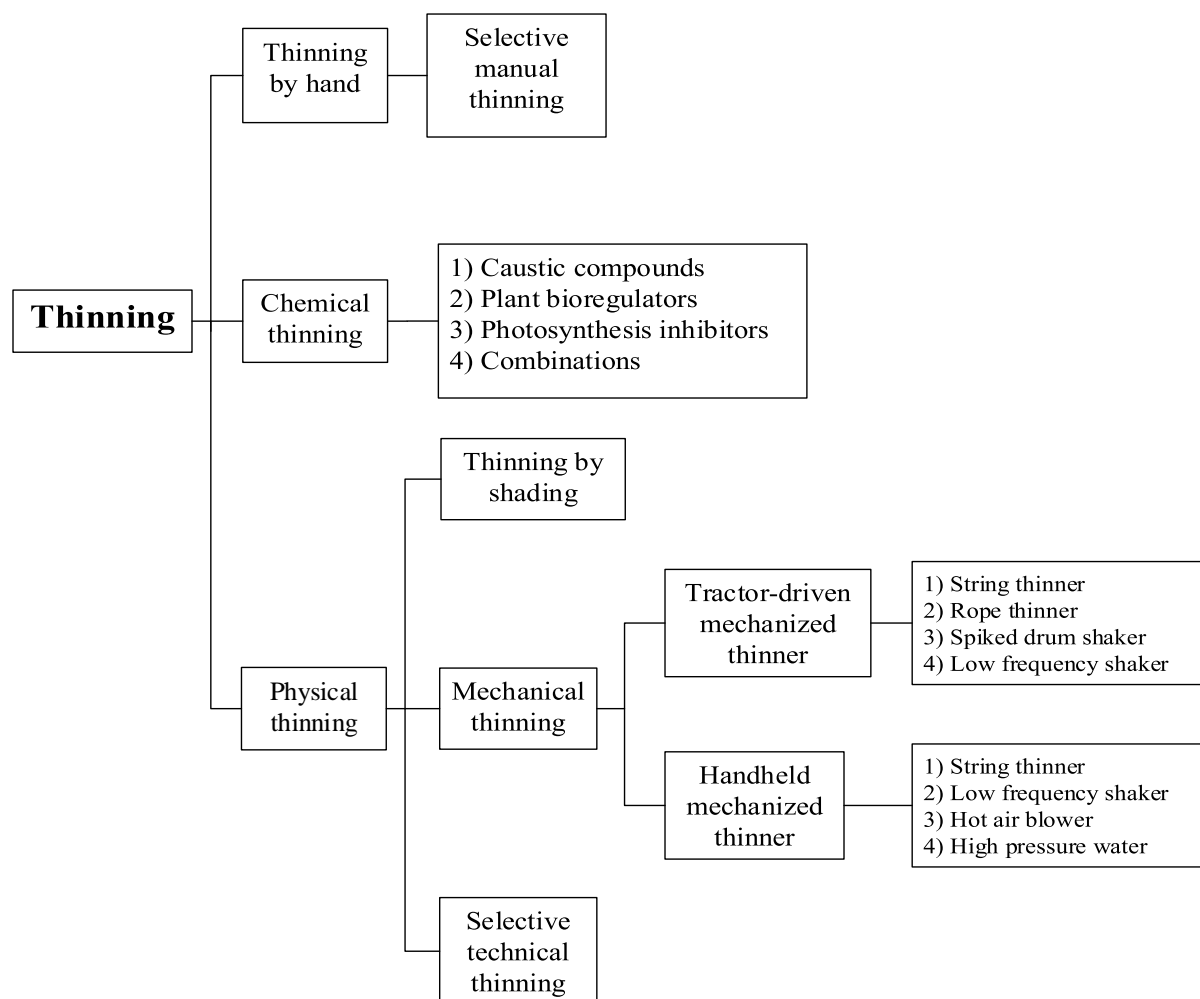 Thinning
by hand
Selective
manual
thinning
Thinning
Chemical
thinning
1) Caustic compounds
2) Plant bioregulators
3) Photosynthesis inhibitors
4) Combinations
Thinning by
shading
Physical
thinning
Mechanical
thinning
Tractor-driven
mechanized
thinner
1) String thinner
2) Rope thinner
3) Spiked drum shaker
4) Low frequency shaker
Handheld
mechanized
thinner
1) String thinner
2) Low frequency shaker
3) Hot air blower
4) High pressure water
Selective
technical
thinning